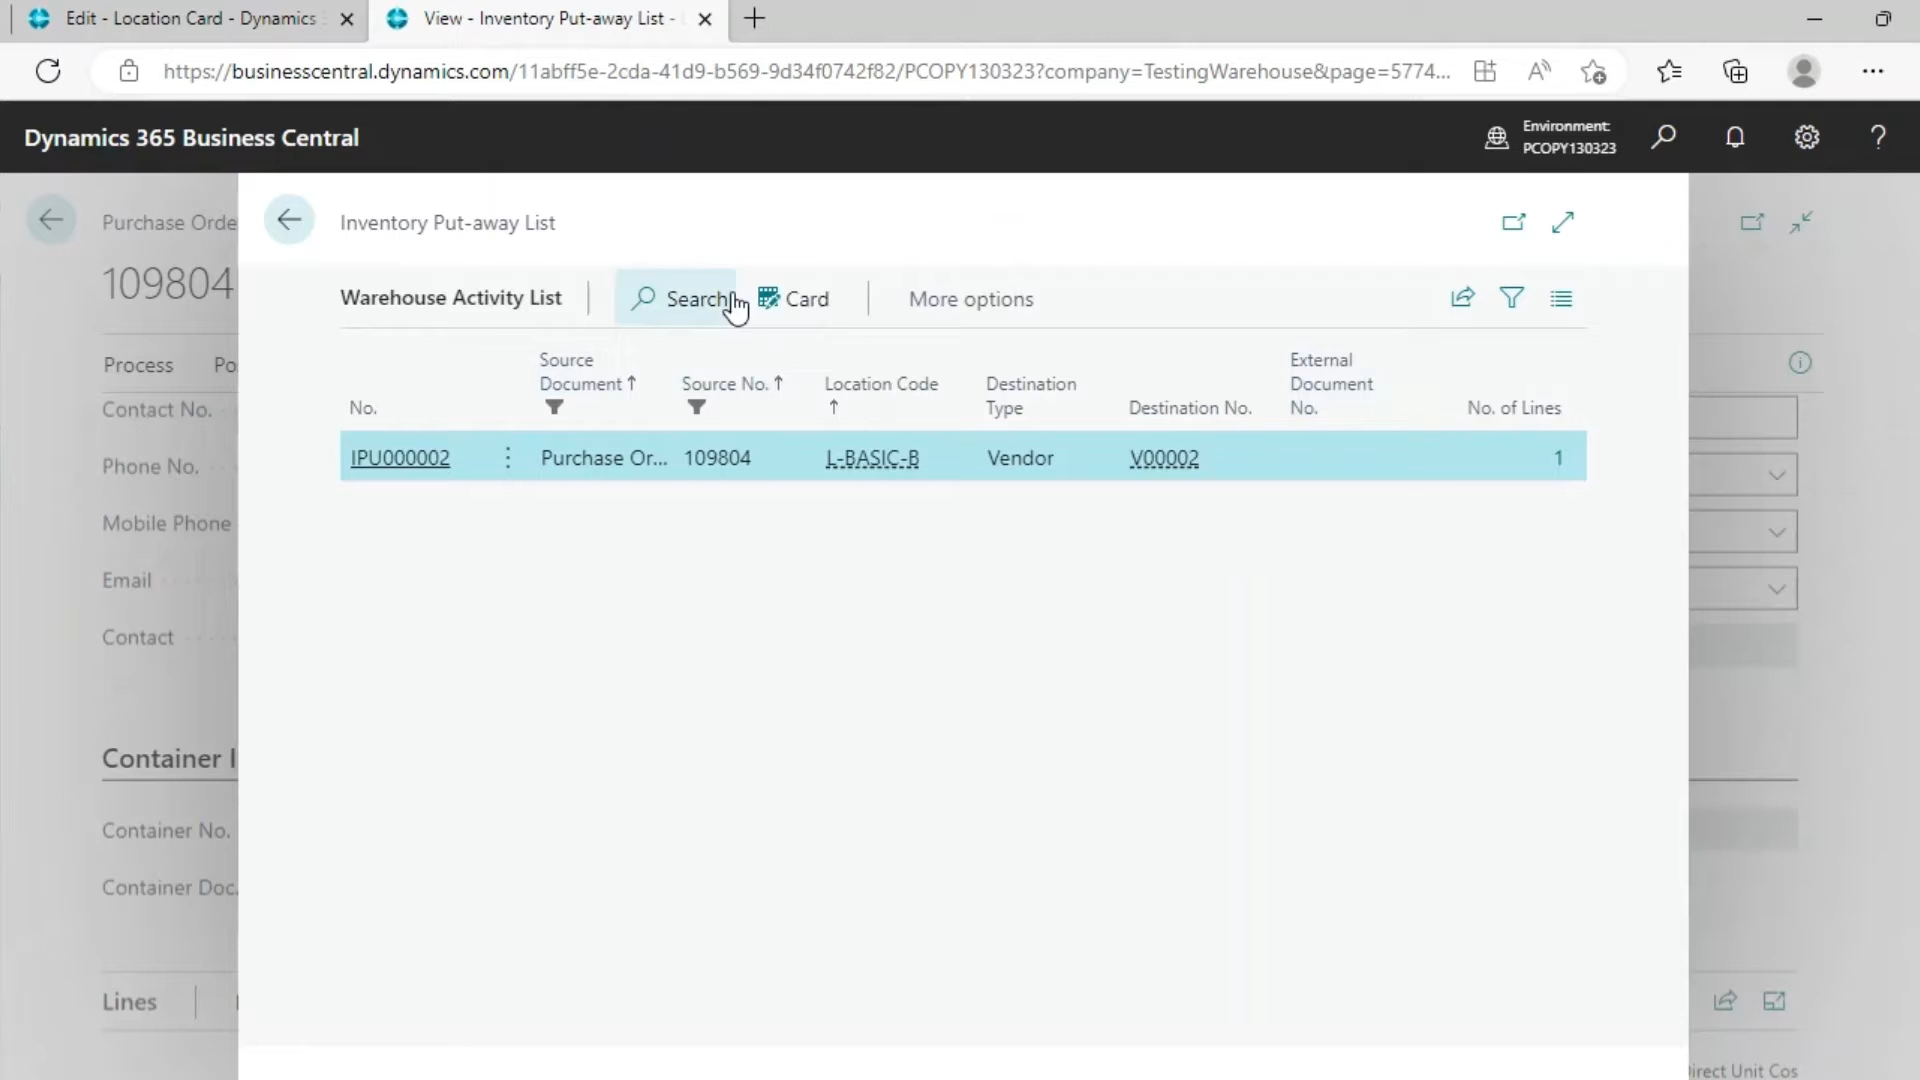 Edit - Location Card - Dynamics
View - Inventory Put-away List -
https://businesscentral.dynamics.com/11abff5e-2cda-41d9-b569-9d34f0742f82/PCOPY130323?company=TestingWarehouse&page=5774...
Dynamics 365 Business Central
Environment:
PCOPY130323
Purchase Orde
109804
Process Po
Contact No.
Phone No.
Mobile Phone
Email
Contact
Container I
Container No.
Container Doc.
Lines
Inventory Put-away List
Warehouse Activity List
Search
Card
More options
No.
Source Document ↑
Source No. ↑
Location Code ↑
Destination Type
Destination No.
External Document No.
No. of Lines
IPU000002 Purchase Or... 109804 L-BASIC-B Vendor V00002 1
Direct Unit Cos